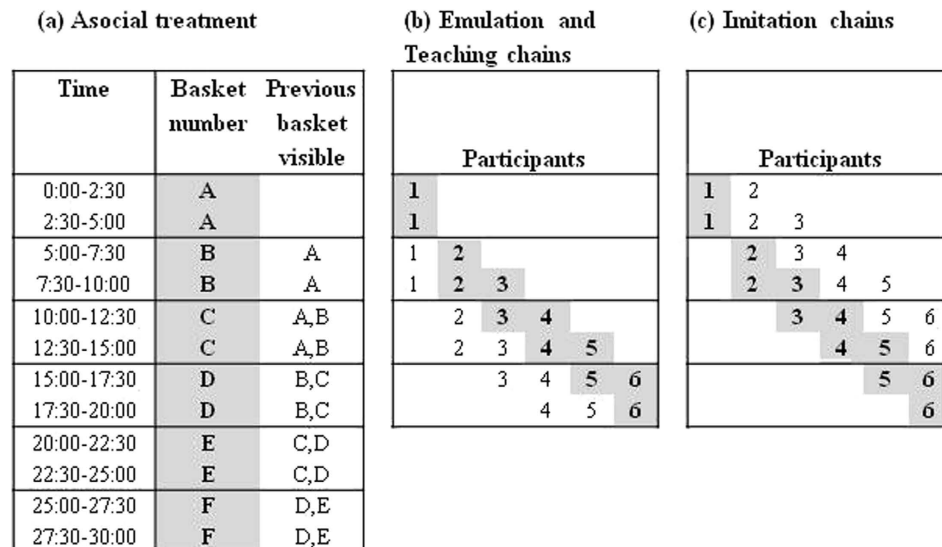 (a) Asocial treatment (b) Emulation and (c) Imitation chains
Teaching chains
Time Basket Previous
number basket
visible Participants Participants
0:00-2:30 A 1 1 2
2:30-5:00 A 1 1 2 3
5:00-7:30 B A 1 2 2 3 4
7:30-10:00 B A 1 2 3 2 3 4 5
10:00-12:30 C A,B 2 3 4 3 4 5 6
12:30-15:00 C A,B 2 3 4 5 4 5 6
15:00-17:30 D B,C 3 4 5 6 5 6
17:30-20:00 D B,C 4 5 6 6
20:00-22:30 E C,D
22:30-25:00 E C,D
25:00-27:30 F D,E
27:30-30:00 F D,E